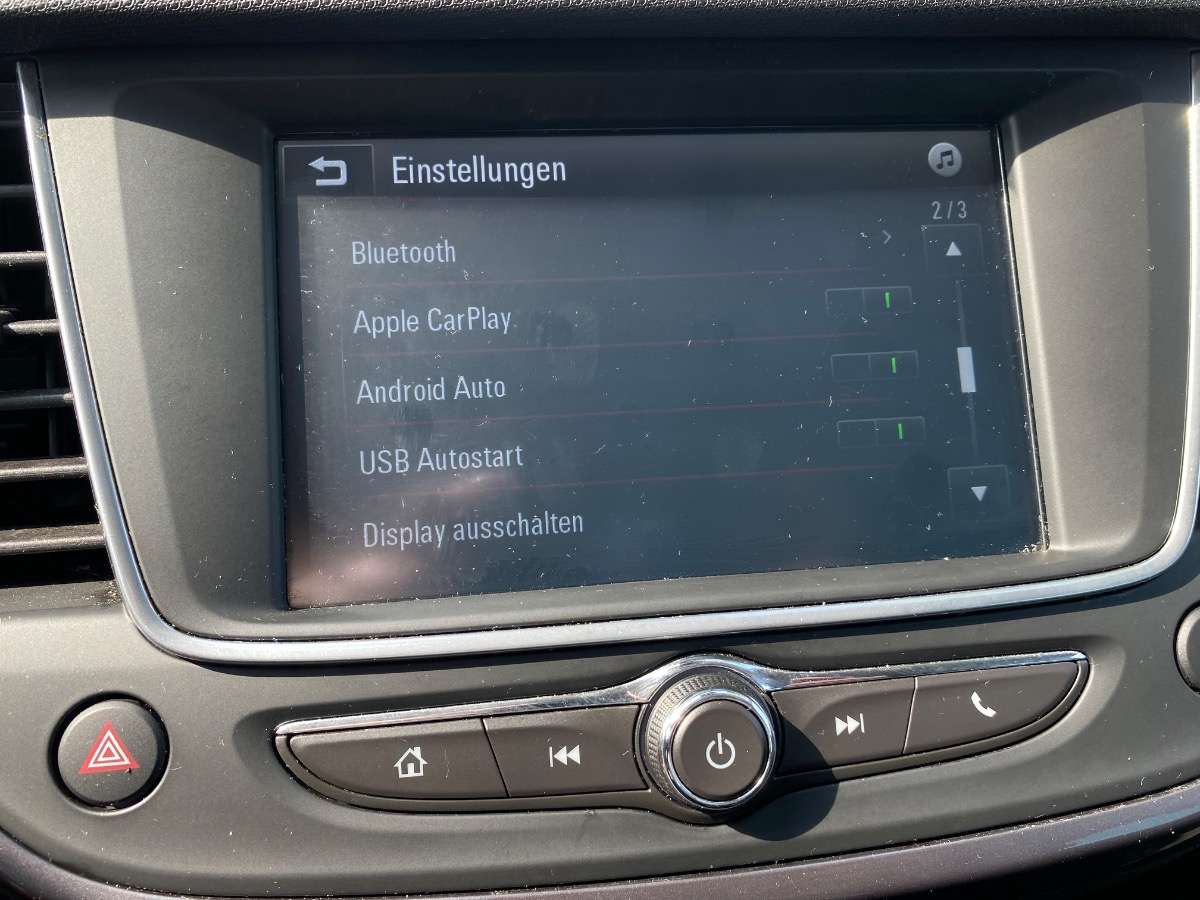 Einstellungen
2/3
Bluetooth
Apple CarPlay
Android Auto
USB Autostart
Display ausschalten